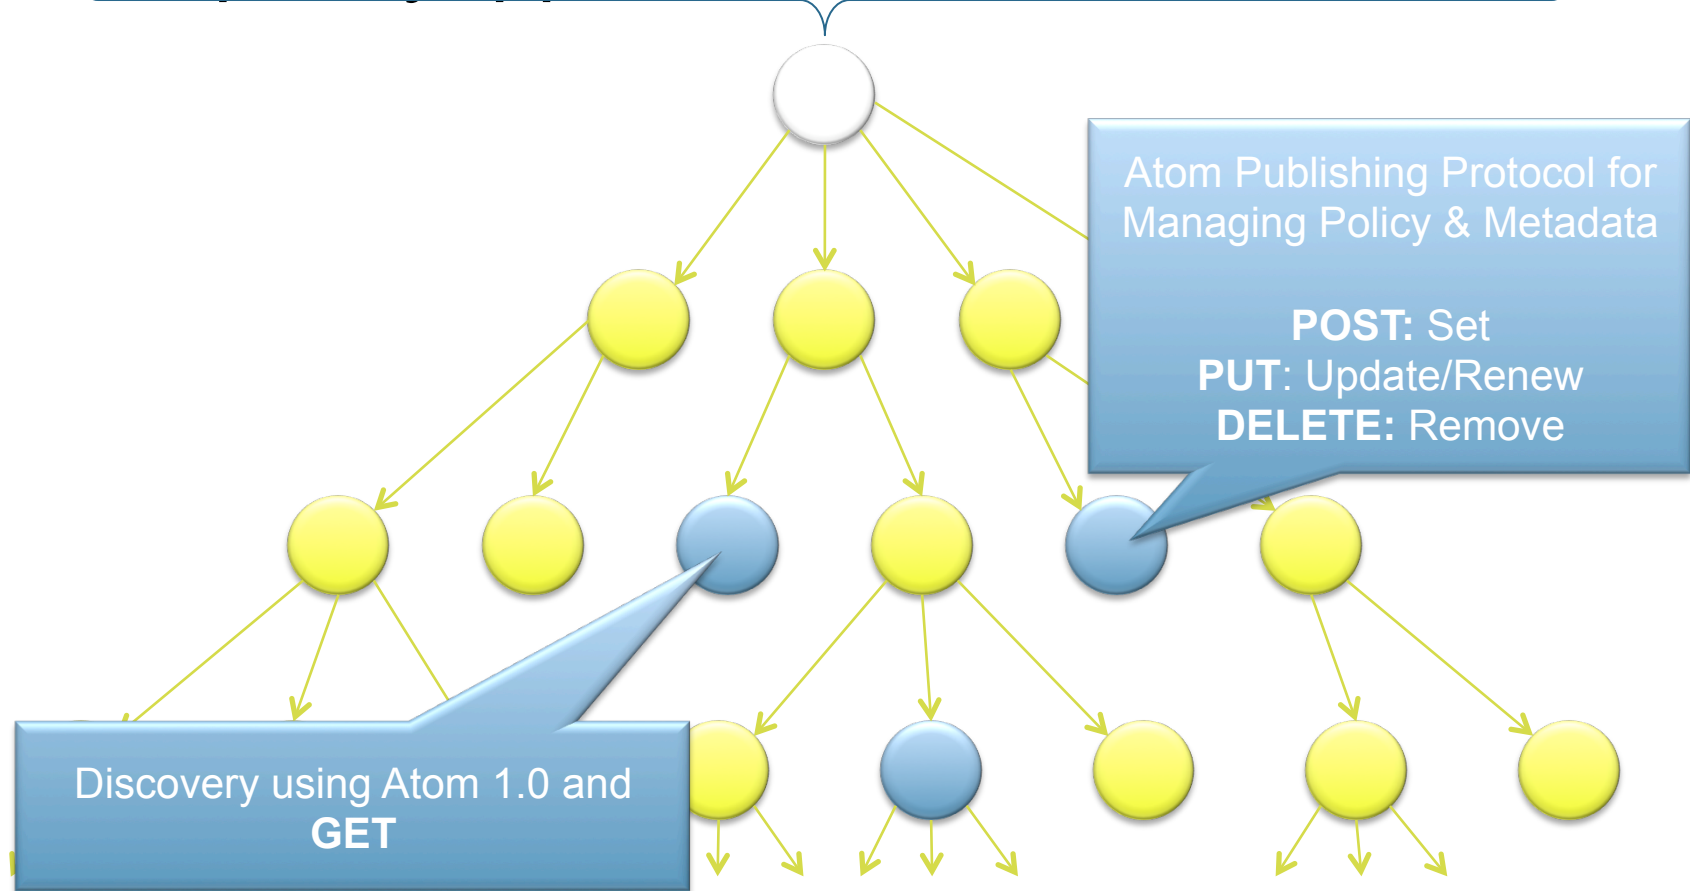 Atom Publishing Protocol for
Managing Policy & Metadata
POST: Set
PUT: Update/Renew
DELETE: Remove
Discovery using Atom 1.0 and
GET